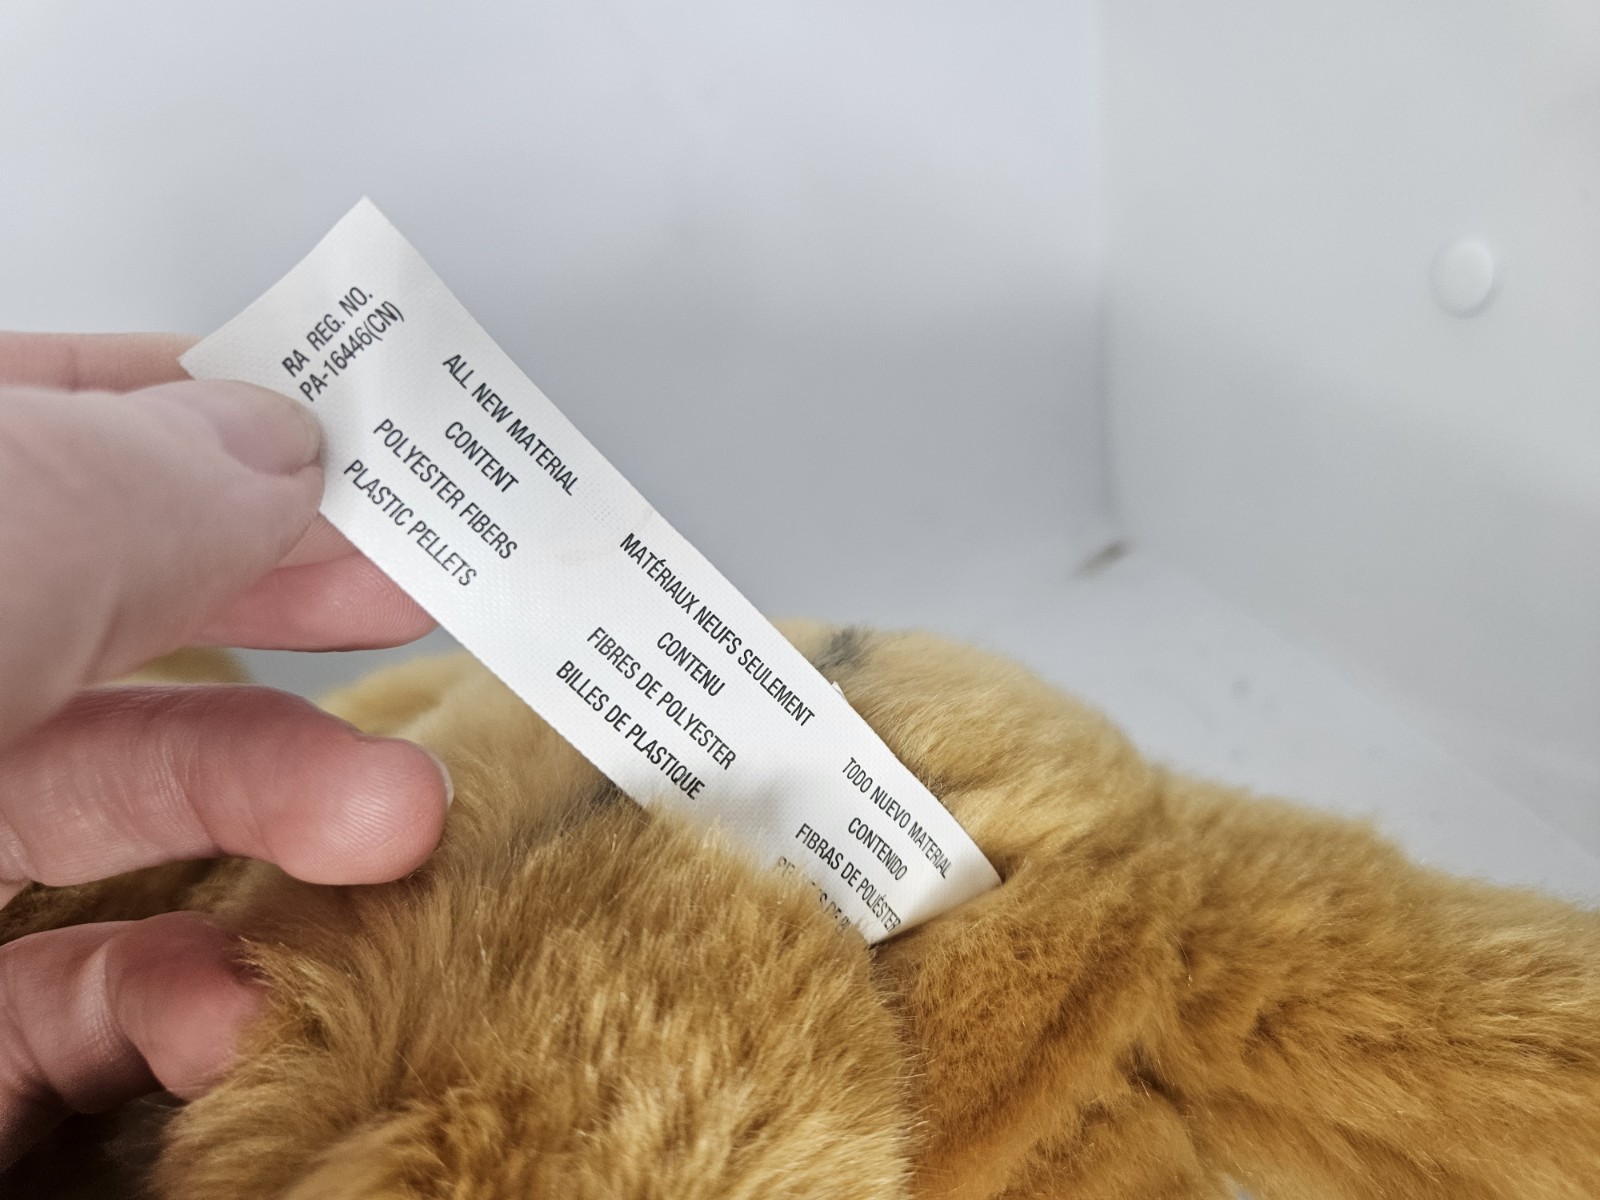 RA REG. NO.
PA-16446(CN)
ALL NEW MATERIAL
CONTENT
POLYESTER FIBERS
PLASTIC PELLETS
MATÉRIAUX NEUFS SEULEMENT
CONTENU
FIBRES DE POLYESTER
BILLES DE PLASTIQUE
TODO NUEVO MATERIAL
CONTENIDO
FIBRAS DE POLIÉSTER
DE